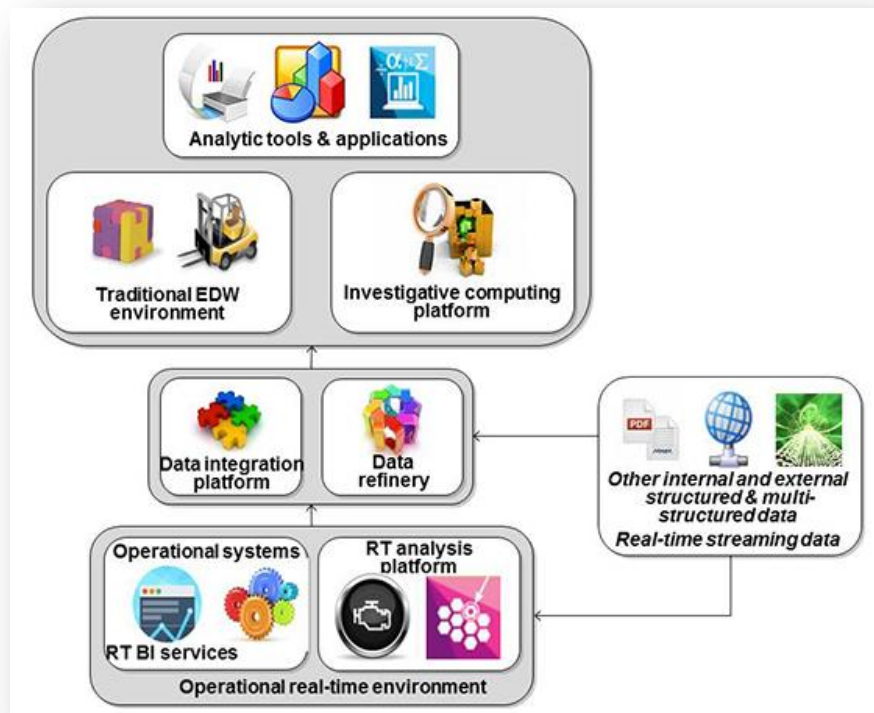 Analytic tools & applications
Traditional EDW
environment
Investigative computing
platform
Data integration
platform
Data
refinery
PDF
Other internal and external
structured & multi-
structured data
Real-time streaming data
Operational systems
RT BI services
RT analysis
platform
Operational real-time environment